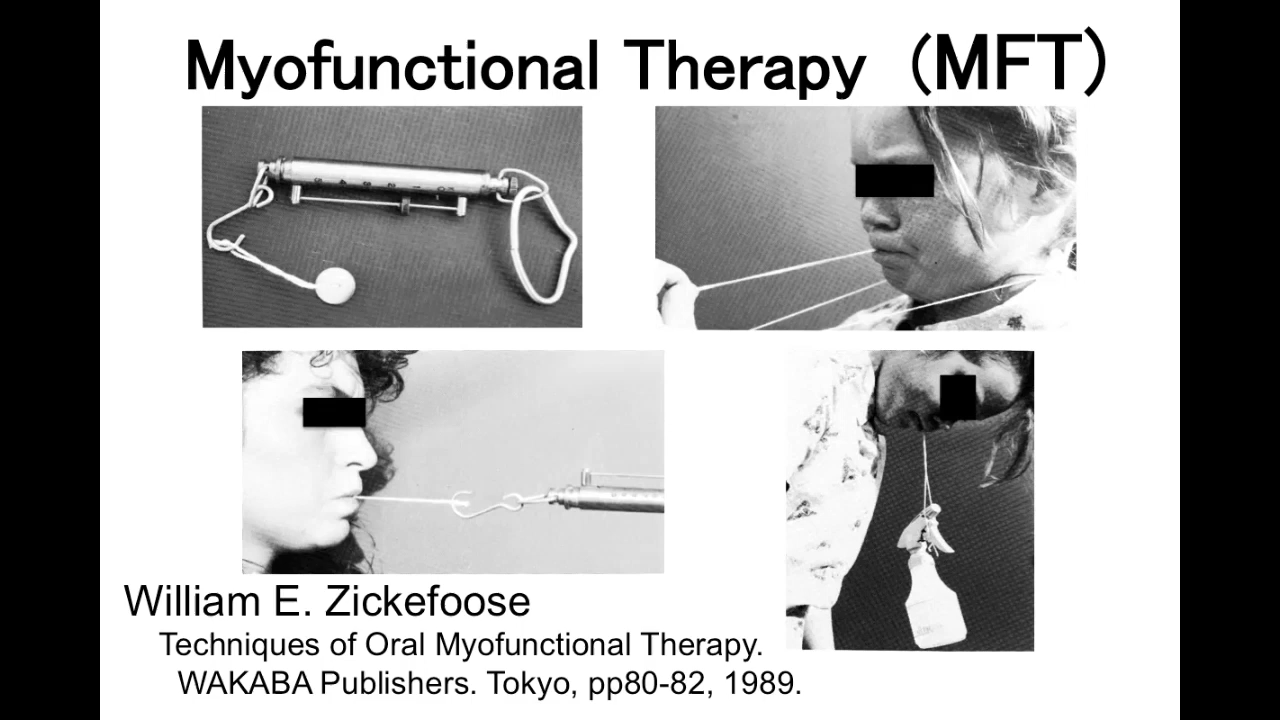 Myofunctional Therapy （MFT）
William E. Zickefoose
Techniques of Oral Myofunctional Therapy.
WAKABA Publishers. Tokyo, pp80-82, 1989.